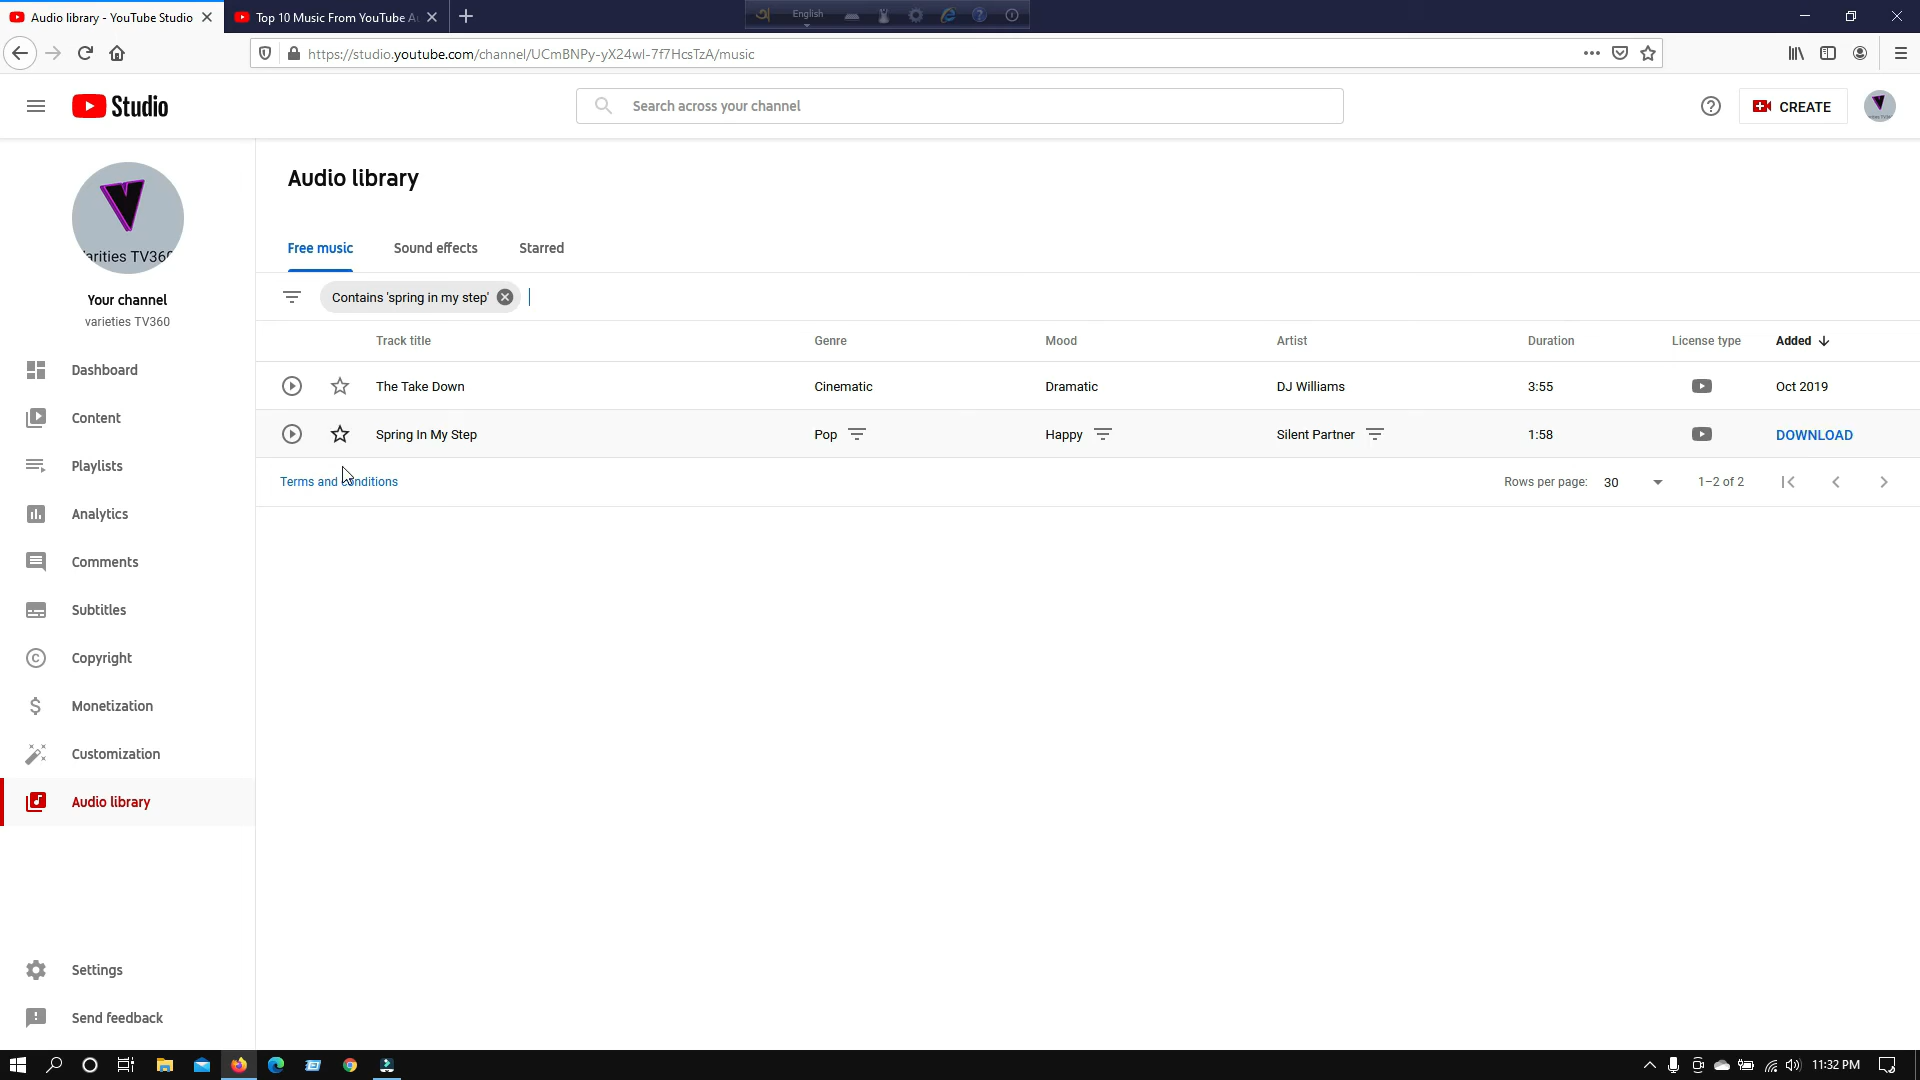 Audio library - YouTube Studio
Top 10 Music From YouTube A
English
https://studio.youtube.com/channel/UCmBNPy-yX24wl-7f7HcsTzA/music
Studio
Search across your channel
CREATE
arities TV360
Your channel
varieties TV360
Dashboard
Content
Playlists
Analytics
Comments
Subtitles
Copyright
Monetization
Customization
Audio library
Settings
Send feedback
Audio library
Free music Sound effects Starred
Contains 'spring in my step'
Track title Genre Mood Artist Duration License type Added
The Take Down Cinematic Dramatic DJ Williams 3:55 Oct 2019
Spring In My Step Pop Happy Silent Partner 1:58 DOWNLOAD
Terms and conditions Rows per page: 30 1–2 of 2
11:32 PM